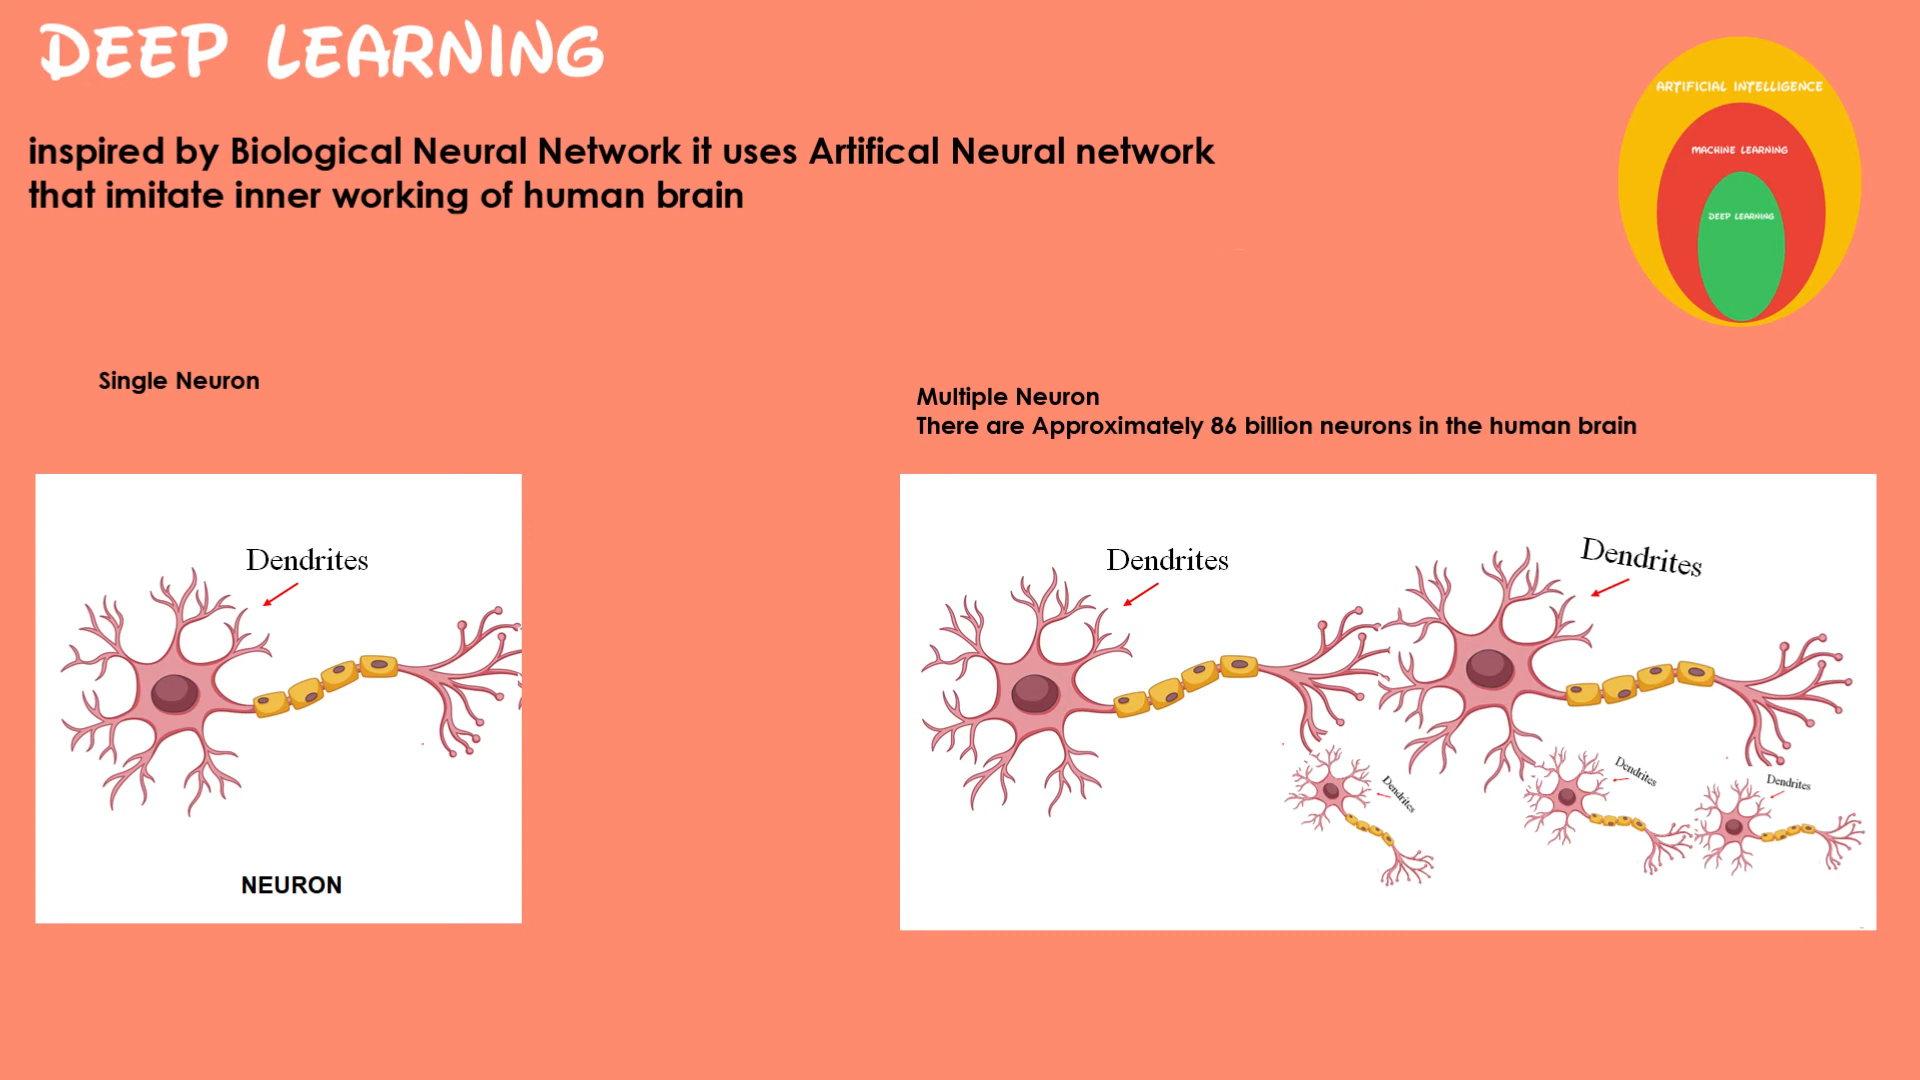 DEEP LEARNING
inspired by Biological Neural Network it uses Artifical Neural network
that imitate inner working of human brain
ARTIFICIAL INTELLIGENCE
MACHINE LEARNING
DEEP LEARNING
Single Neuron
Multiple Neuron
There are Approximately 86 billion neurons in the human brain
Dendrites
NEURON
Dendrites
Dendrites
Dendrites
Dendrites
Dendrites